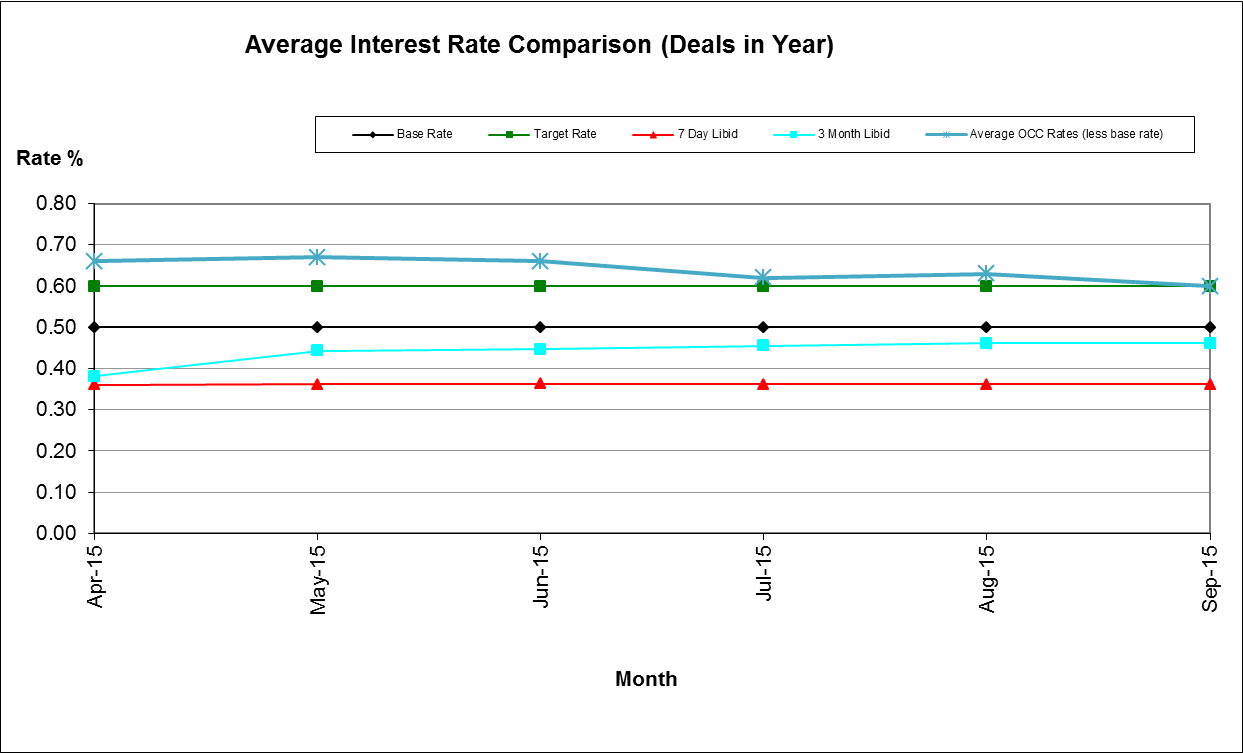 Average Interest Rate Comparison (Deals in Year)
Base Rate Target Rate 7 Day Libid 3 Month Libid Average OCC Rates (less base rate)
Rate %
0.80
0.70
0.60
0.50
0.40
0.30
0.20
0.10
0.00
Apr-15 May-15 Jun-15 Jul-15 Aug-15 Sep-15
Month